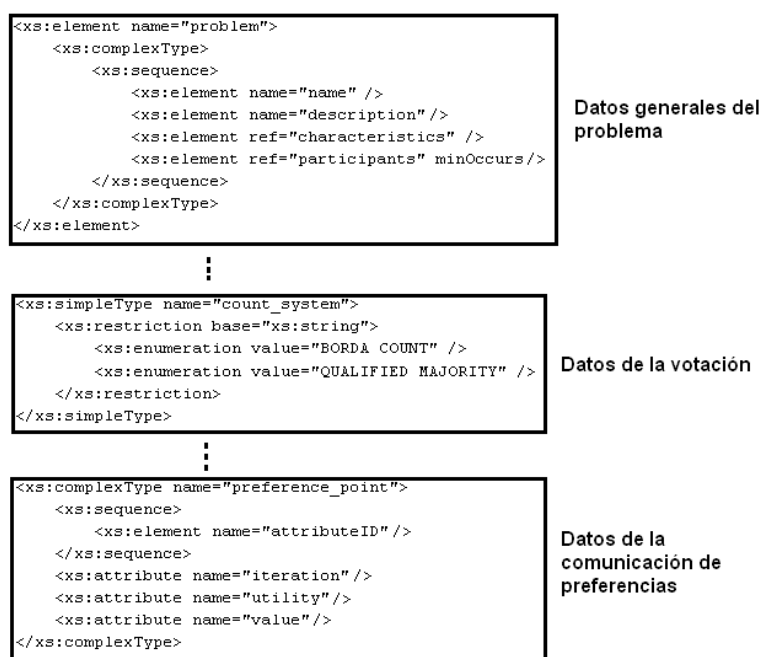 <xs:element name="problem">
<xs:complexType>
<xs:sequence>
<xs:element name="name" />
<xs:element name="description"/>
<xs:element ref="characteristics" />
<xs:element ref="participants" minOccurs/>
</xs:sequence>
</xs:complexType>
</xs:element>
Datos generales del
problema
<xs:simpleType name="count_system">
<xs:restriction base="xs:string">
<xs:enumeration value="BORDA COUNT" />
<xs:enumeration value="QUALIFIED MAJORITY" />
</xs:restriction>
</xs:simpleType>
Datos de la votación
<xs:complexType name="preference_point">
<xs:sequence>
<xs:element name="attributeID"/>
</xs:sequence>
<xs:attribute name="iteration"/>
<xs:attribute name="utility"/>
<xs:attribute name="value"/>
</xs:complexType>
Datos de la
comunicación de
preferencias